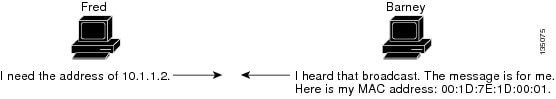 Fred
Barney
135075
I need the address of 10.1.1.2.
I heard that broadcast. The message is for me.
Here is my MAC address: 00:1D:7E:1D:00:01.